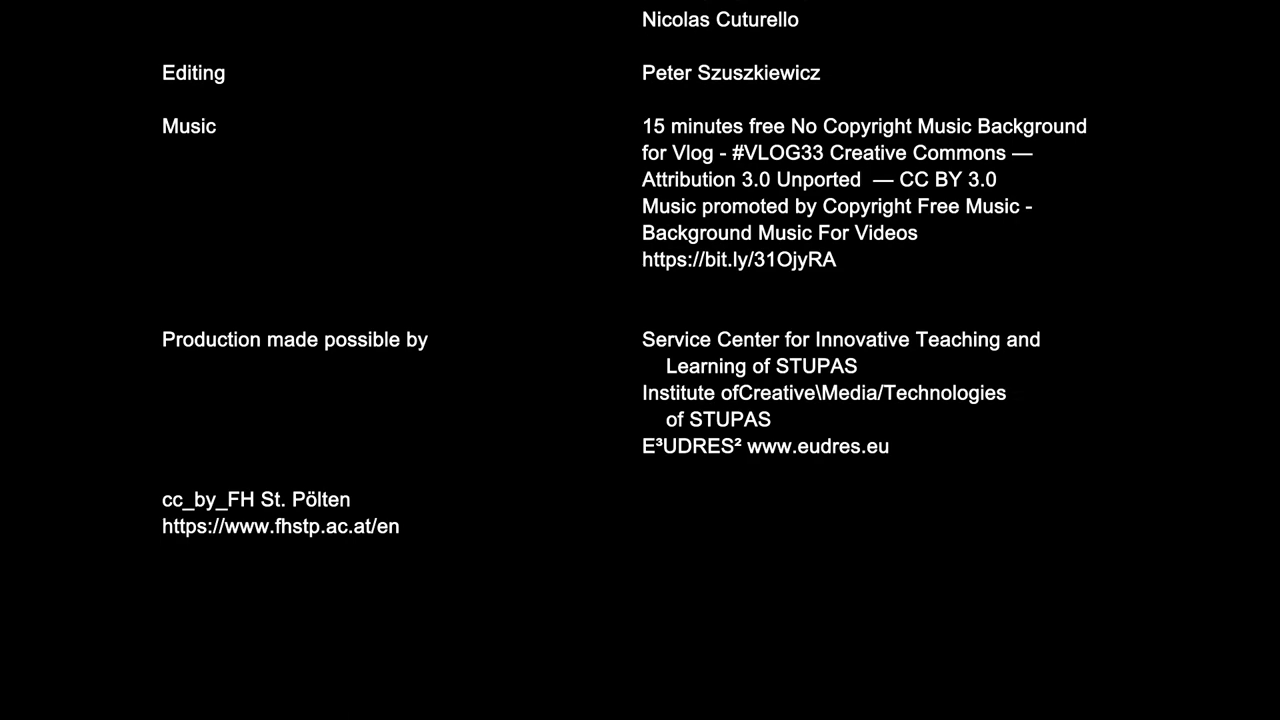 Nicolas Cuturello
Editing Peter Szuszkiewicz
Music 15 minutes free No Copyright Music Background
for Vlog - #VLOG33 Creative Commons —
Attribution 3.0 Unported — CC BY 3.0
Music promoted by Copyright Free Music -
Background Music For Videos
https://bit.ly/31OjyRA
Production made possible by Service Center for Innovative Teaching and
Learning of STUPAS
Institute ofCreative\Media/Technologies
of STUPAS
E³UDRES² www.eudres.eu
cc_by_FH St. Pölten
https://www.fhstp.ac.at/en